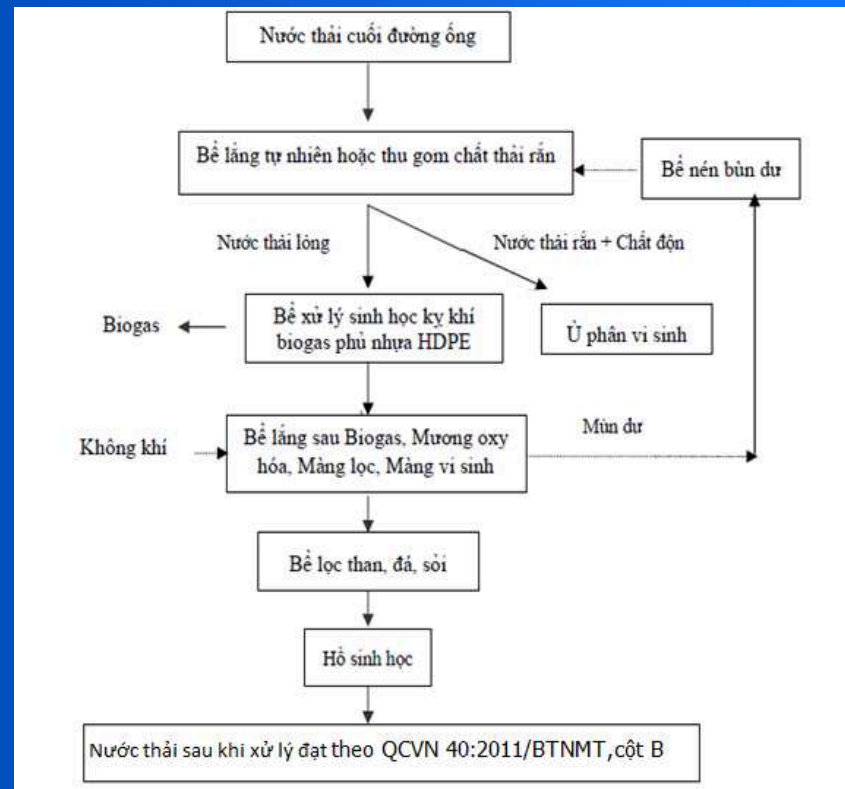 Nước thải cuối đường ống
Bể lắng tự nhiên hoặc thu gom chất thải rắn
Bể nén bùn dư
Nước thải lỏng
Nước thải rắn + Chất độn
Biogas
Bể xử lý sinh học kỵ khí
biogas phủ nhựa HDPE
Ủ phân vi sinh
Không khí
Bể lắng sau Biogas, Mương oxy
hóa, Màng lọc, Màng vi sinh
Mùn dư
Bể lọc than, đá, sỏi
Hồ sinh học
Nước thải sau khi xử lý đạt theo QCVN 40:2011/BTNMT,cột B